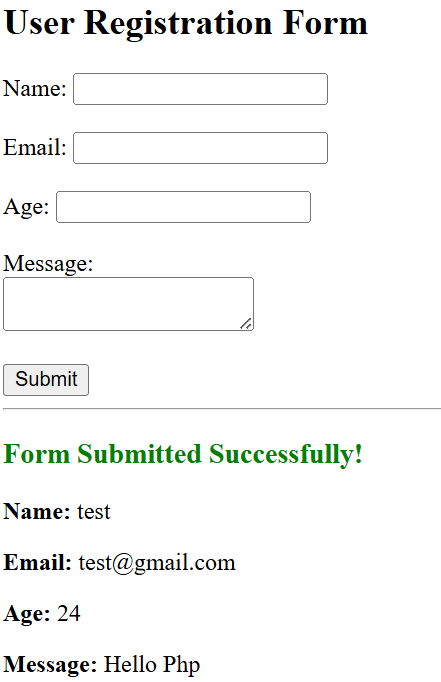 User Registration Form
Name:
Email:
Age:
Message:
Submit
Form Submitted Successfully!
Name: test
Email: test@gmail.com
Age: 24
Message: Hello Php